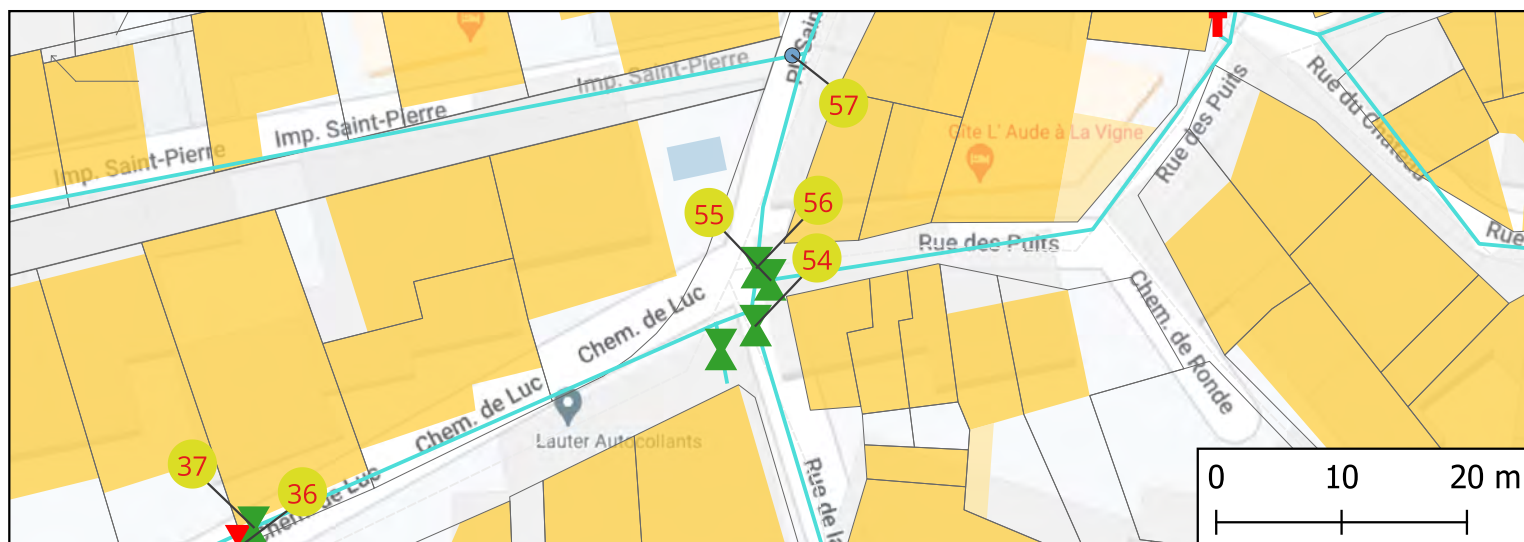 Imp. Saint-Pierre
57
Imp. Saint-Pierre
Gîte L' Aude à La Vigne
Rue des Puits
Rue du Château
Imp. Saint-Pierre
55
56
Rue des Puits
Rue
54
Chem. de Luc
Chem. de Ronde
Chem. de Luc
Lauter Autocollants
37
36
Chem. de Luc
Rue de la
0 10 20 m